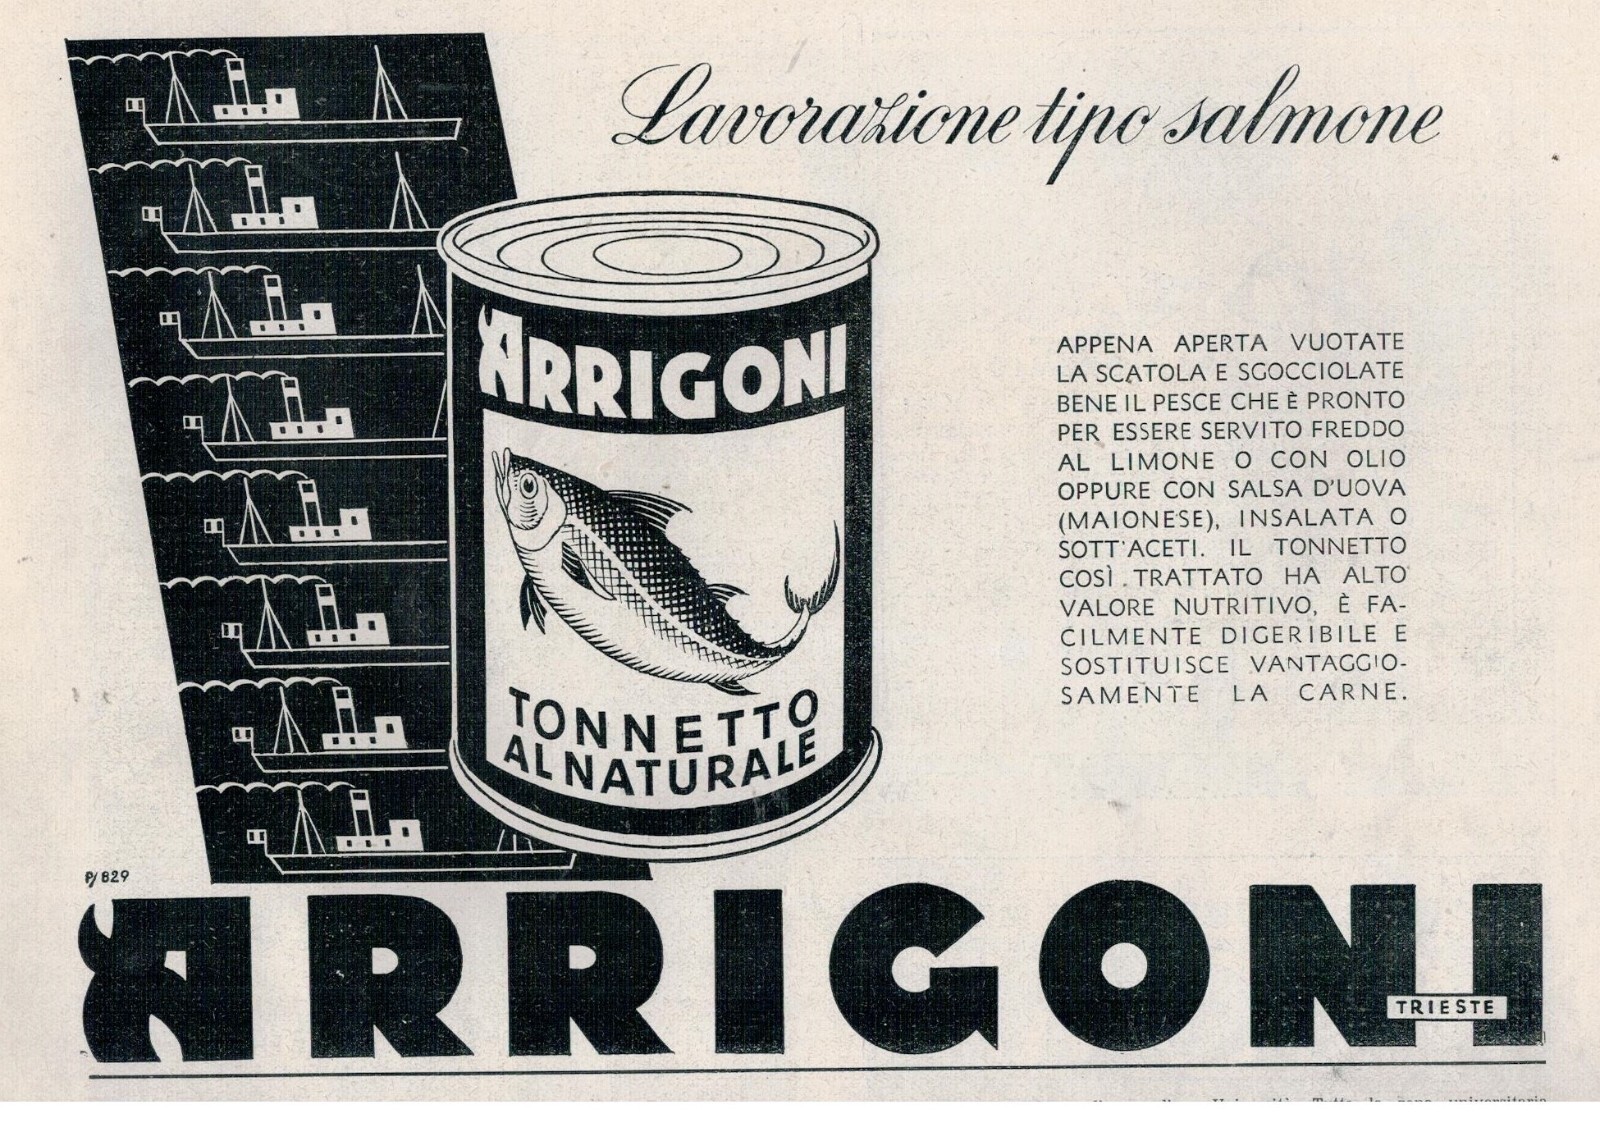 Lavorazione tipo salmone
ARRIGONI
TONNETTO
AL NATURALE
APPENA APERTA VUOTATE
LA SCATOLA E SGOCCIOLATE
BENE IL PESCE CHE È PRONTO
PER ESSERE SERVITO FREDDO
AL LIMONE O CON OLIO
OPPURE CON SALSA D'UOVA
(MAIONESE), INSALATA O
SOTT'ACETI. IL TONNETTO
COSÌ TRATTATO HA ALTO
VALORE NUTRITIVO, È FA-
CILMENTE DIGERIBILE E
SOSTITUISCE VANTAGGIO-
SAMENTE LA CARNE.
P/829
ARRIGONI
TRIESTE